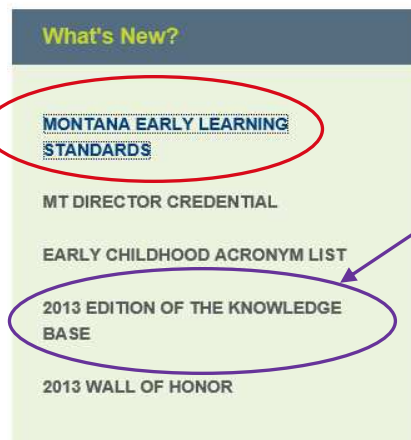 What's New?
MONTANA EARLY LEARNING
STANDARDS
MT DIRECTOR CREDENTIAL
EARLY CHILDHOOD ACRONYM LIST
2013 EDITION OF THE KNOWLEDGE
BASE
2013 WALL OF HONOR